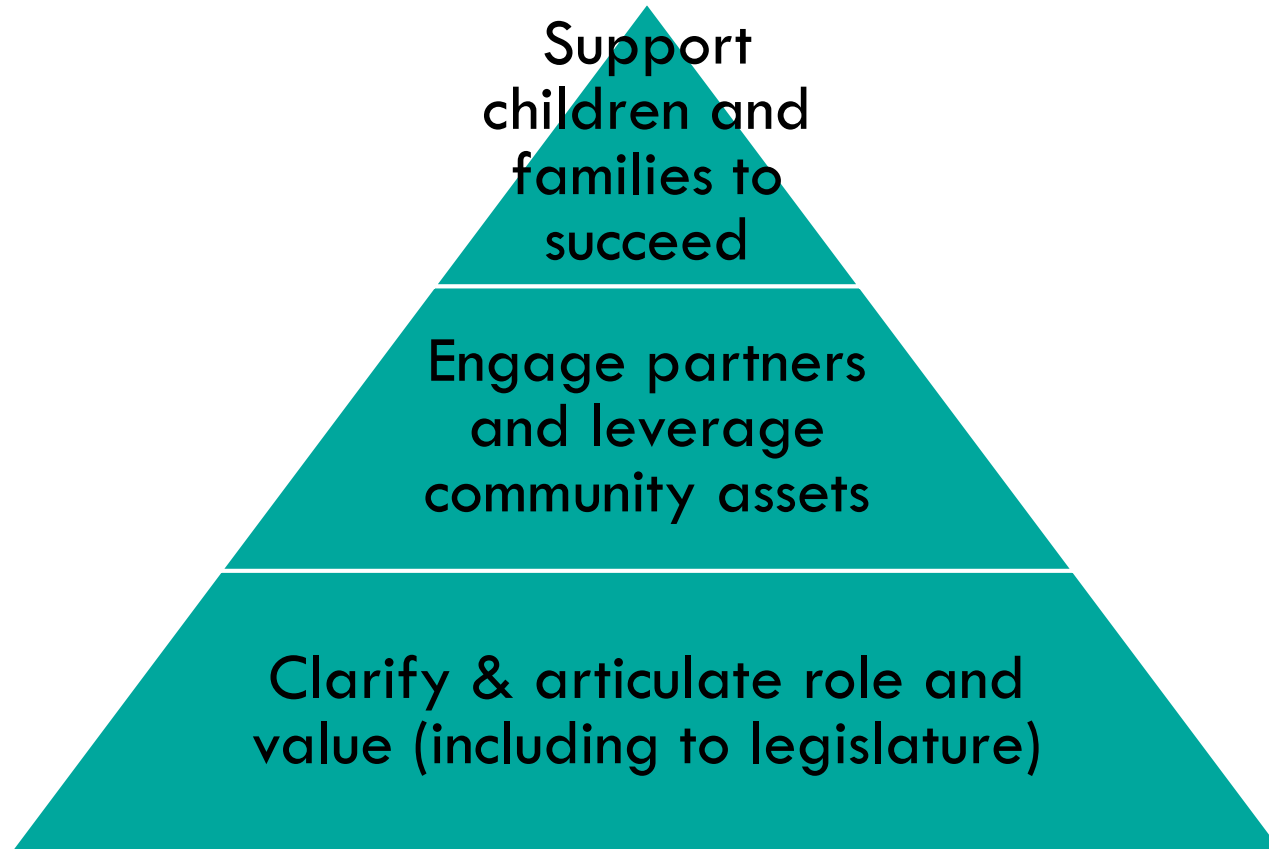 Support
children and
families to
succeed
Engage partners
and leverage
community assets
Clarify & articulate role and
value (including to legislature)